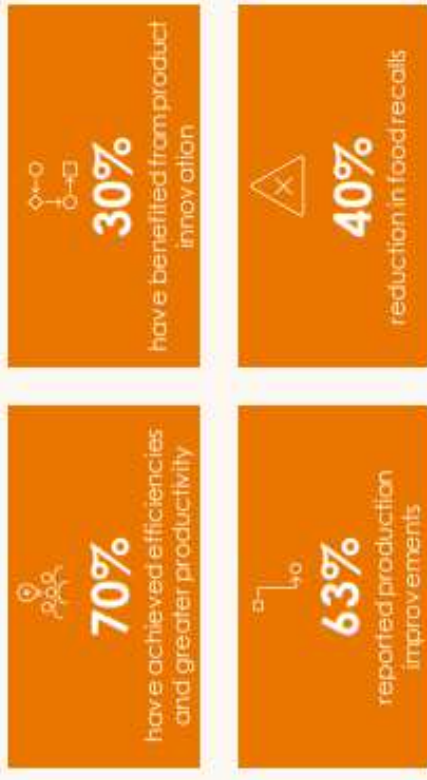 70%
have achieved efficiencies
and greater productivity
30%
have benefited from product
innovation
63%
reported production
improvements
40%
reduction in food recalls